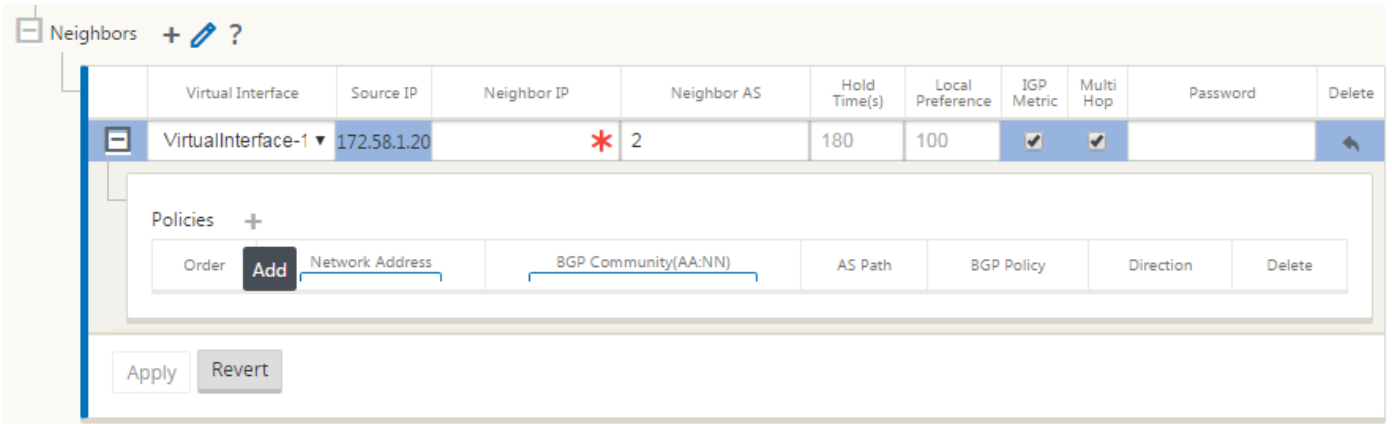 Neighbors + ?
Virtual Interface Source IP Neighbor IP Neighbor AS Hold Time(s) Local Preference IGP Metric Multi Hop Password Delete
VirtualInterface-1 172.58.1.20 * 2 180 100
Policies +
Order Add Network Address BGP Community(AA:NN) AS Path BGP Policy Direction Delete
Apply Revert